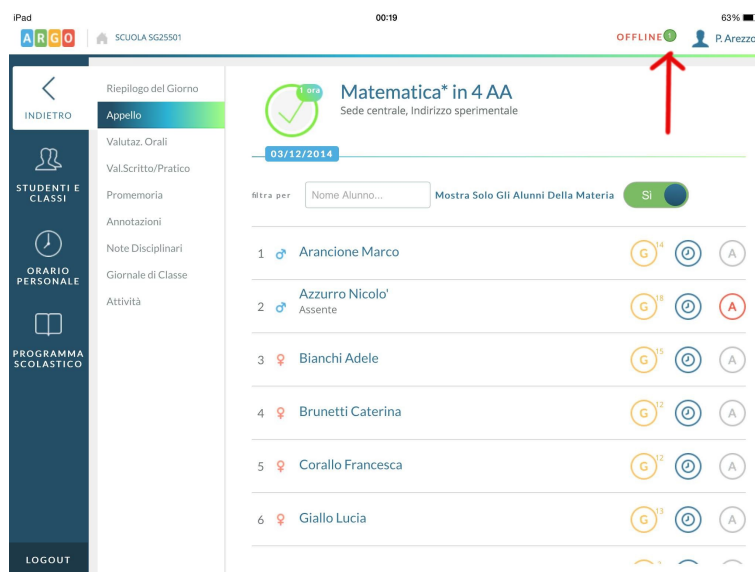 iPad 00:19 63%
ARGO SCUOLA SG25501 OFFLINE 1 P. Arezzo
INDIETRO
STUDENTI E
CLASSI
ORARIO
PERSONALE
PROGRAMMA
SCOLASTICO
LOGOUT
Riepilogo del Giorno
Appello
Valutaz. Orali
Val.Scritto/Pratico
Promemoria
Annotazioni
Note Disciplinari
Giornale di Classe
Attività
1 ora
Matematica* in 4 AA
Sede centrale, Indirizzo sperimentale
03/12/2014
filtra per Nome Alunno... Mostra Solo Gli Alunni Della Materia Sì
1 Arancione Marco G 14 A
2 Azzurro Nicolo' G 18 A
Assente
3 Bianchi Adele G 15 A
4 Brunetti Caterina G 12 A
5 Corallo Francesca G 12 A
6 Giallo Lucia G 13 A